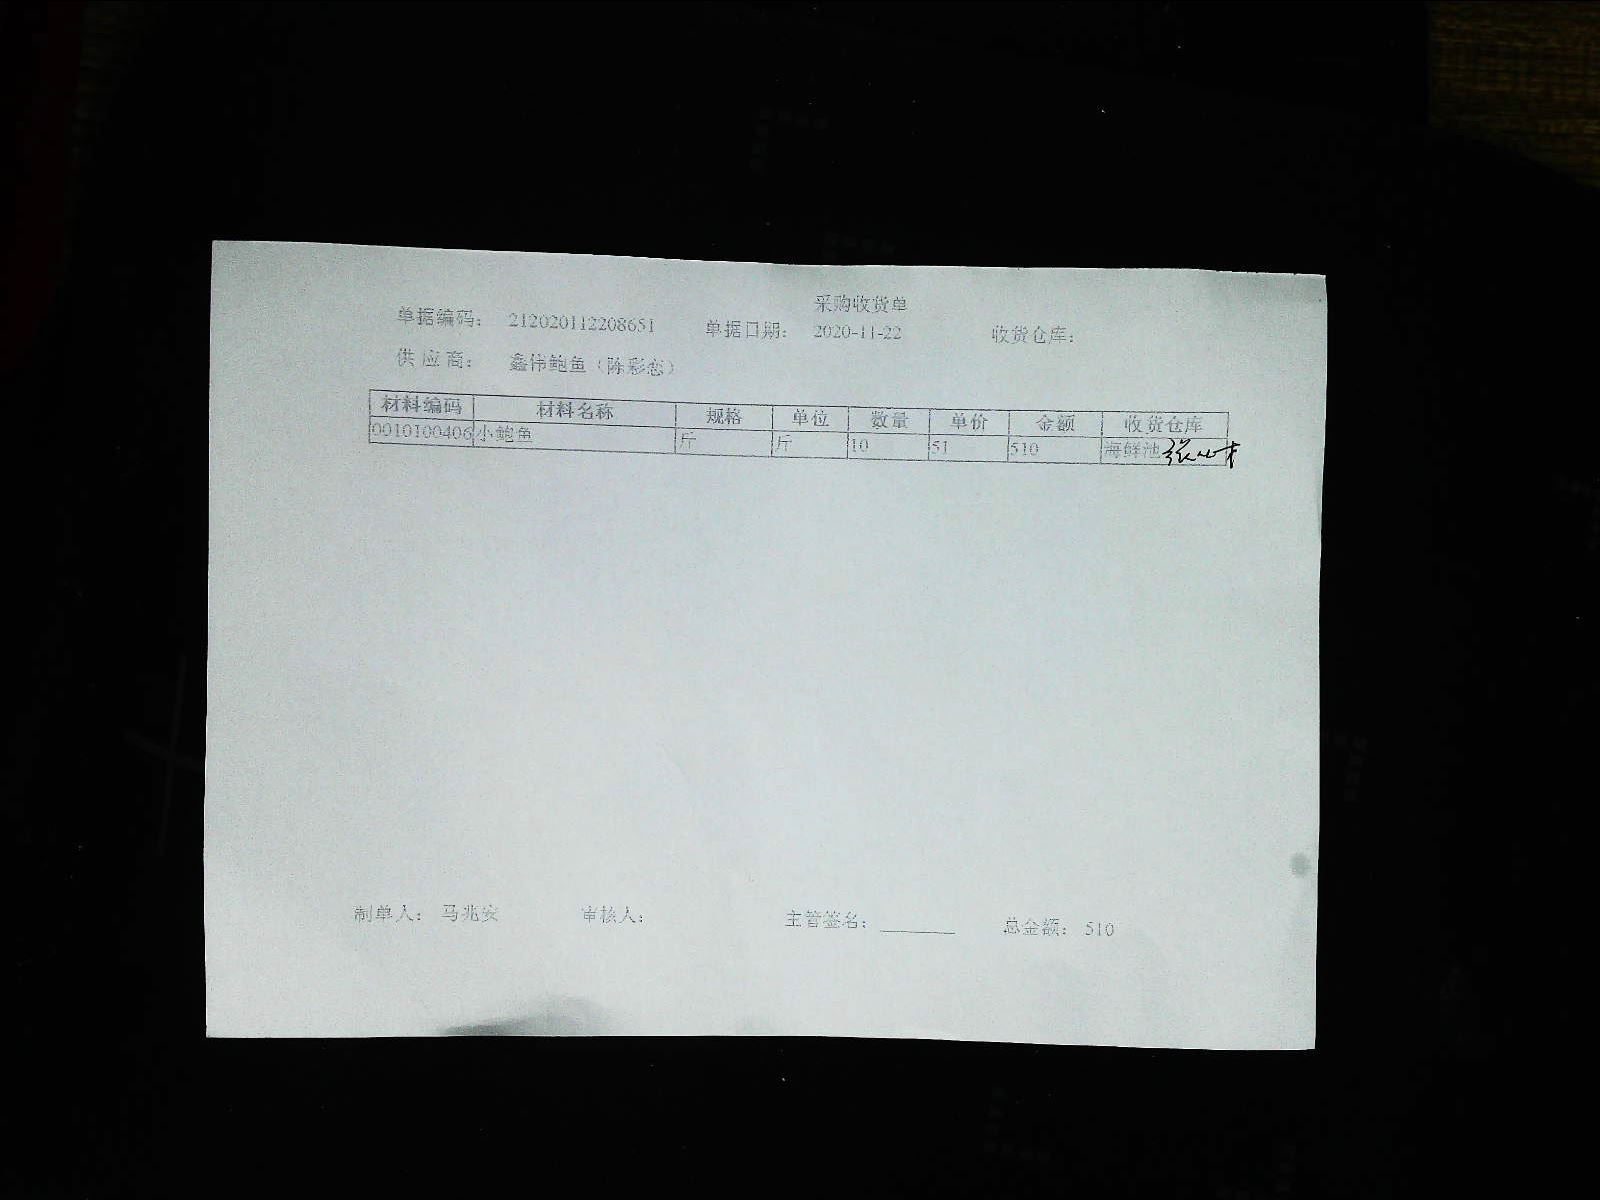 采购收货单
单据编码: 212020112208651 单据日期: 2020-11-22 收货仓库:
供应商: 鑫伟鲍鱼（陈彩恋）
材料编码 材料名称 规格 单位 数量 单价 金额 收货仓库
0010100406 小鲍鱼 斤 斤 10 51 510 海鲜池
制单人: 马兆安 审核人: 主管签名: 总金额: 510